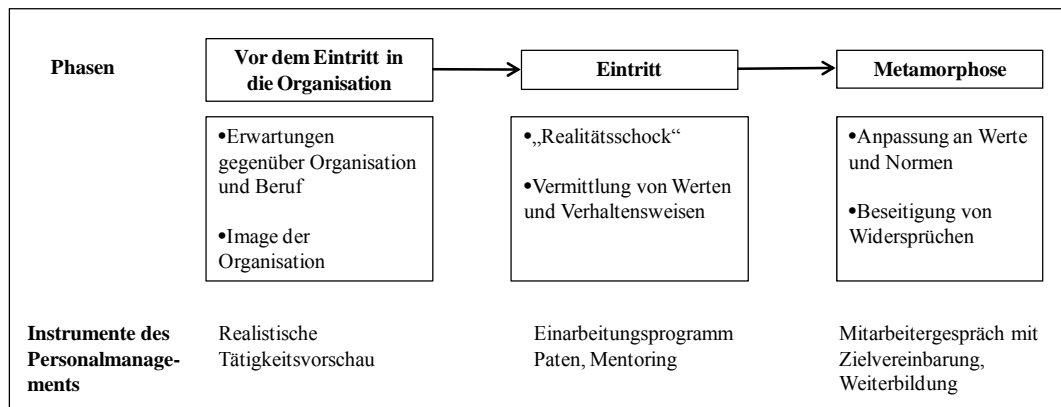 Phasen
Vor dem Eintritt in
die Organisation
Eintritt
Metamorphose
•Erwartungen
gegenüber Organisation
und Beruf
•Image der
Organisation
•„Realitätsschock“
•Vermittlung von Werten
und Verhaltensweisen
•Anpassung an Werte
und Normen
•Beseitigung von
Widersprüchen
Instrumente des
Personalmanage-
ments
Realistische
Tätigkeitsvorschau
Einarbeitungsprogramm
Paten, Mentoring
Mitarbeitergespräch mit
Zielvereinbarung,
Weiterbildung